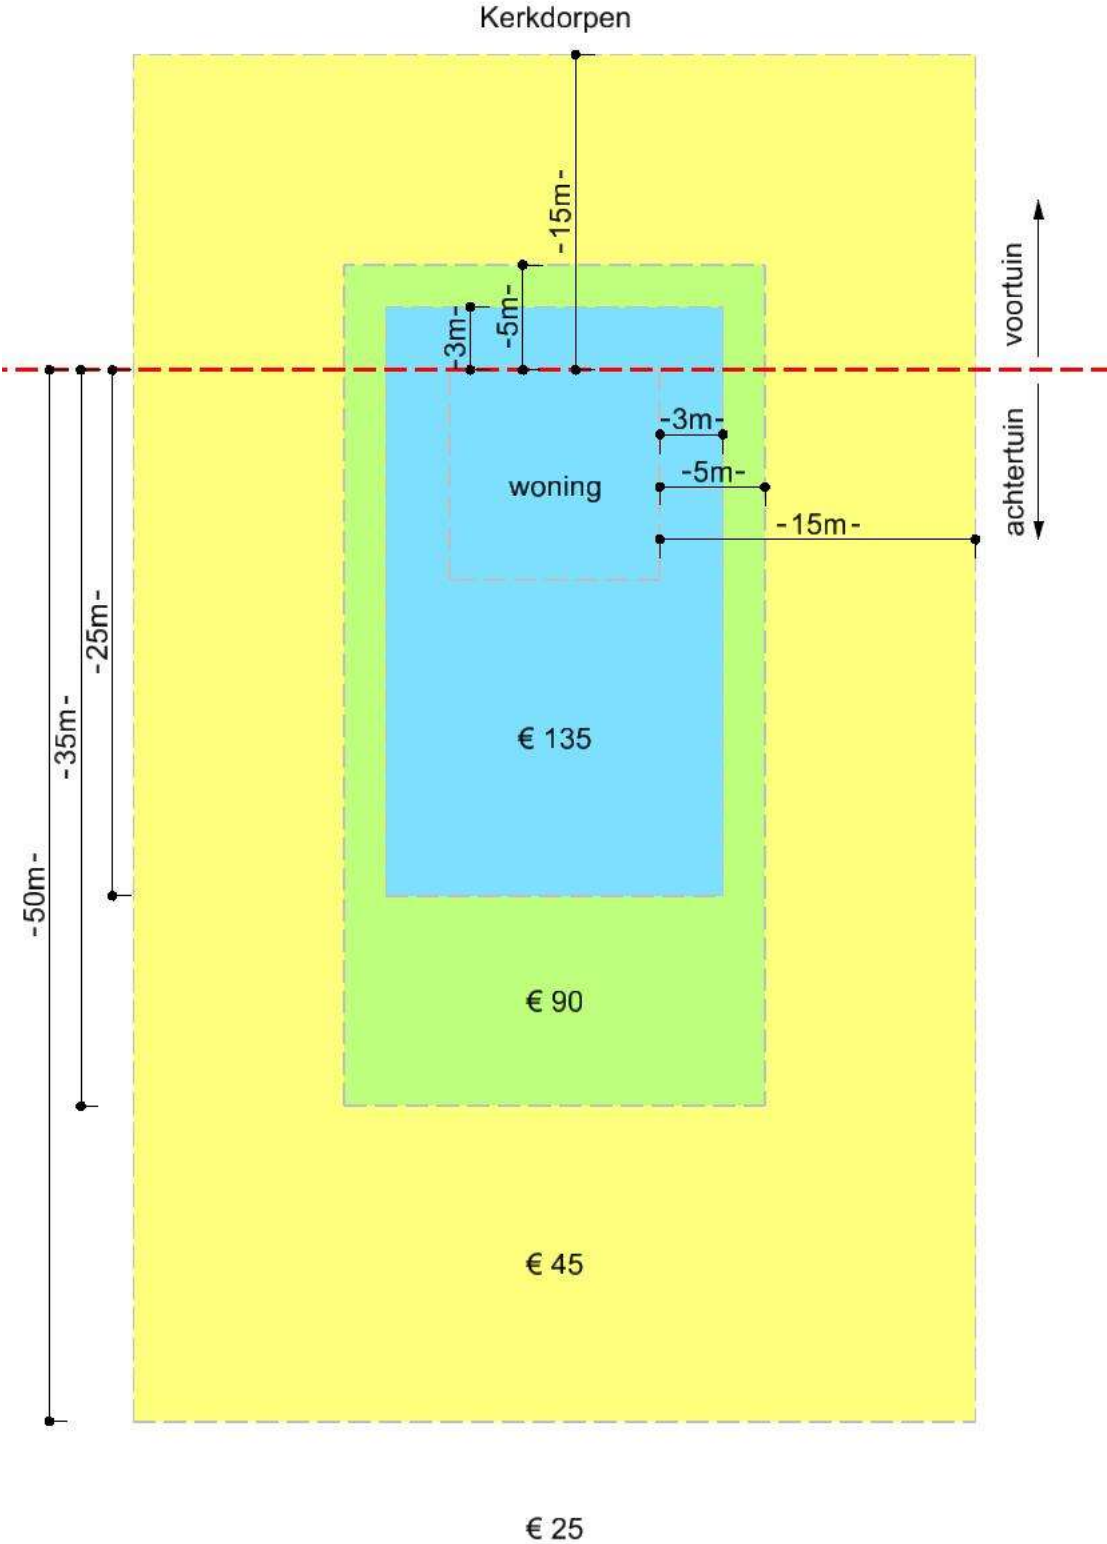 Kerkdorpen
-15m-
-5m-
-3m-
voortuin
achtertuin
-3m-
-5m-
-15m-
woning
-25m-
-35m-
-50m-
€ 135
€ 90
€ 45
€ 25